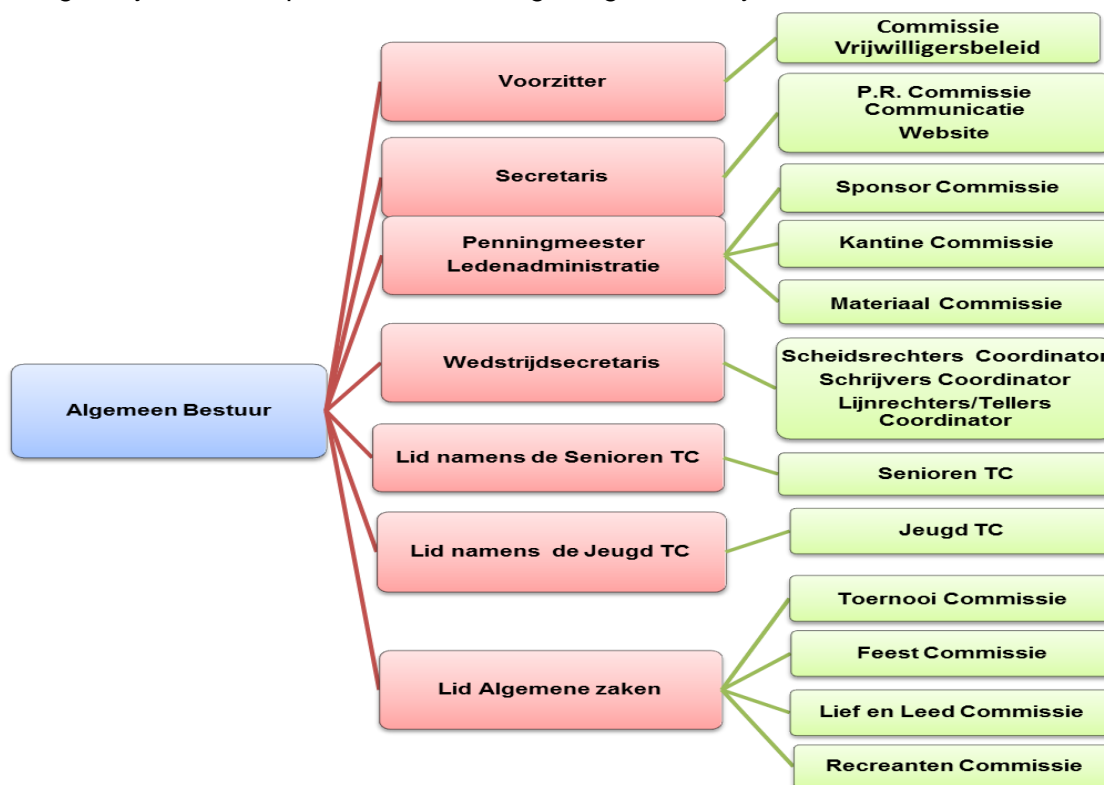 Commissie
Vrijwilligersbeleid
Voorzitter
P.R. Commissie
Communicatie
Website
Secretaris
Sponsor Commissie
Penningmeester
Ledenadministratie
Kantine Commissie
Materiaal Commissie
Wedstrijdsecretaris
Scheidsrechters Coordinator
Schrijvers Coordinator
Lijnrechters/Tellers
Coordinator
Algemeen Bestuur
Lid namens de Senioren TC
Senioren TC
Lid namens de Jeugd TC
Jeugd TC
Toernooi Commissie
Feest Commissie
Lid Algemene zaken
Lief en Leed Commissie
Recreanten Commissie